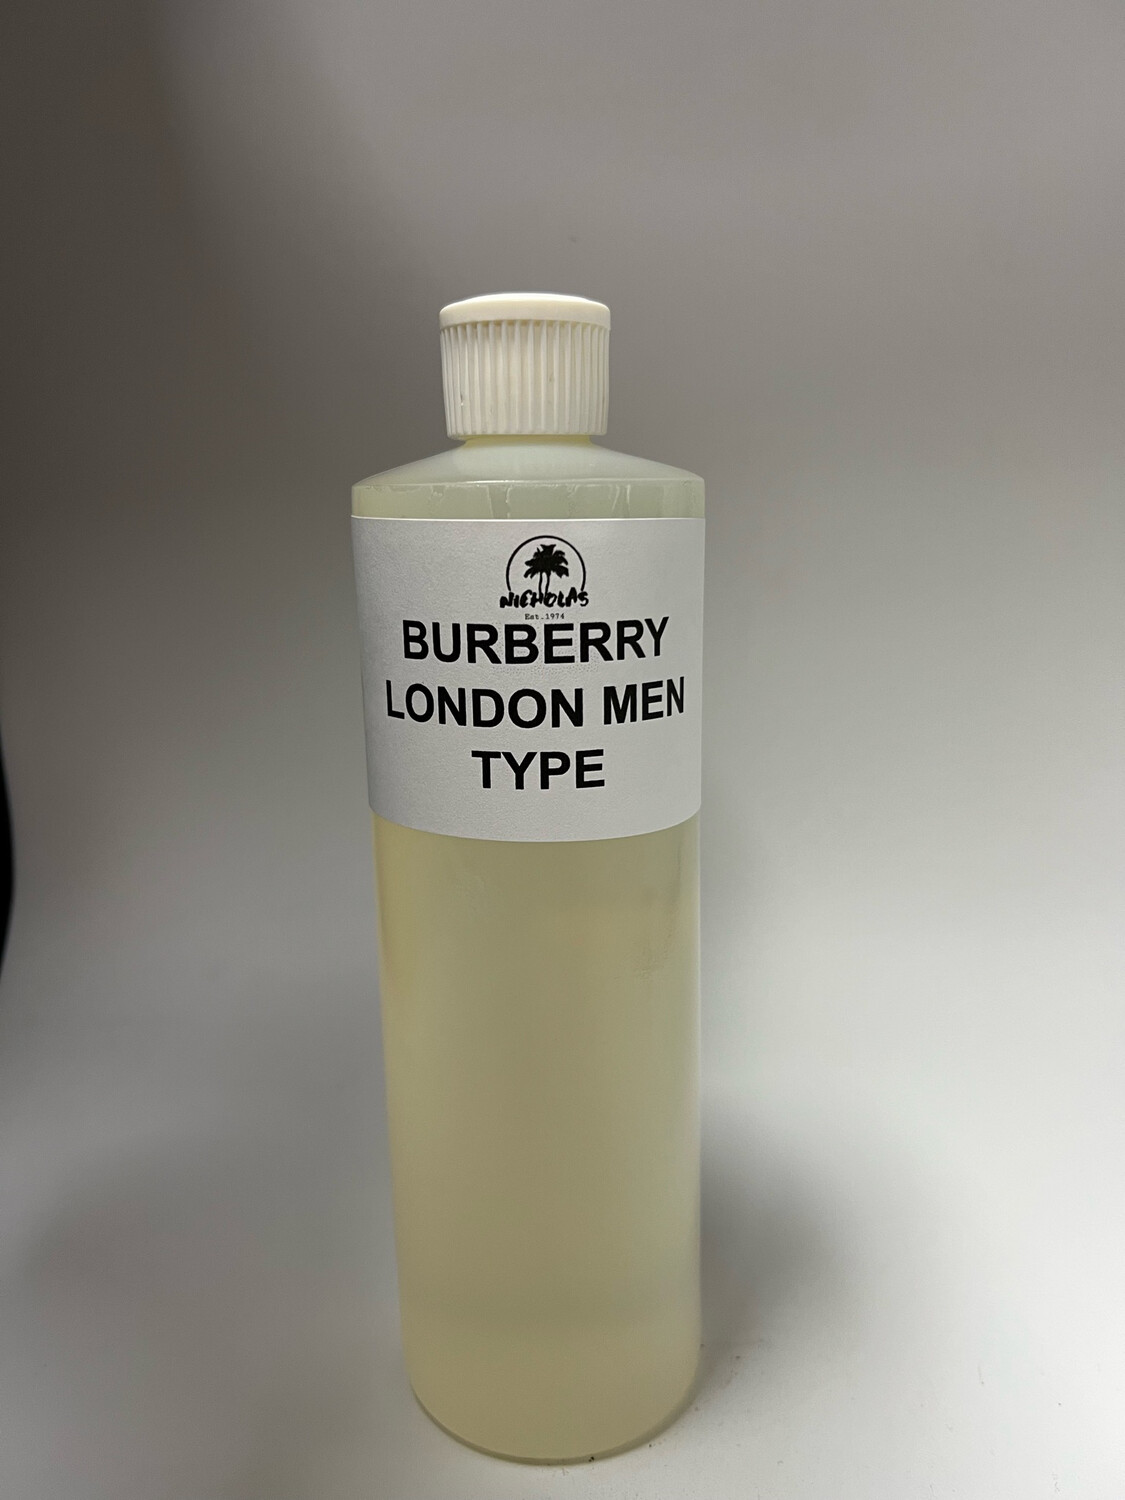 NICHOLAS
Est.1974
BURBERRY
LONDON MEN
TYPE